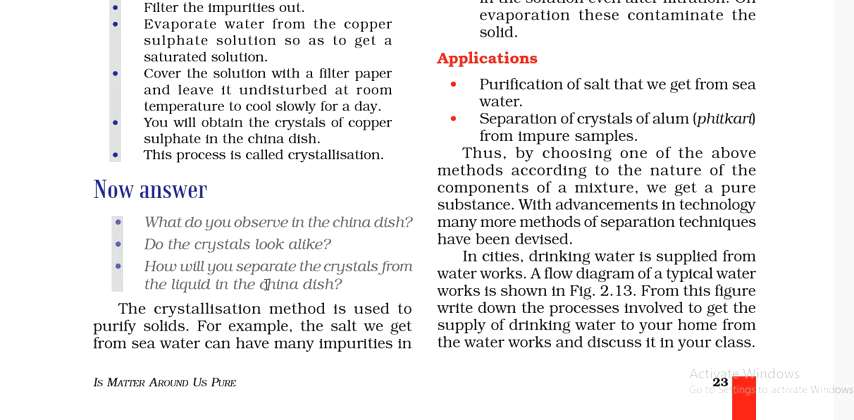 Filter the impurities out.
Evaporate water from the copper
sulphate solution so as to get a
saturated solution.
Cover the solution with a filter paper
and leave it undisturbed at room
temperature to cool slowly for a day.
You will obtain the crystals of copper
sulphate in the china dish.
This process is called crystallisation.
Now answer
What do you observe in the china dish?
Do the crystals look alike?
How will you separate the crystals from
the liquid in the china dish?
The crystallisation method is used to
purify solids. For example, the salt we get
from sea water can have many impurities in
in the solution even after filtration. On
evaporation these contaminate the
solid.
Applications
Purification of salt that we get from sea
water.
Separation of crystals of alum (phitkari)
from impure samples.
Thus, by choosing one of the above
methods according to the nature of the
components of a mixture, we get a pure
substance. With advancements in technology
many more methods of separation techniques
have been devised.
In cities, drinking water is supplied from
water works. A flow diagram of a typical water
works is shown in Fig. 2.13. From this figure
write down the processes involved to get the
supply of drinking water to your home from
the water works and discuss it in your class.
Is Matter Around Us Pure
23
Activate Windows
Go to Settings to activate Windows